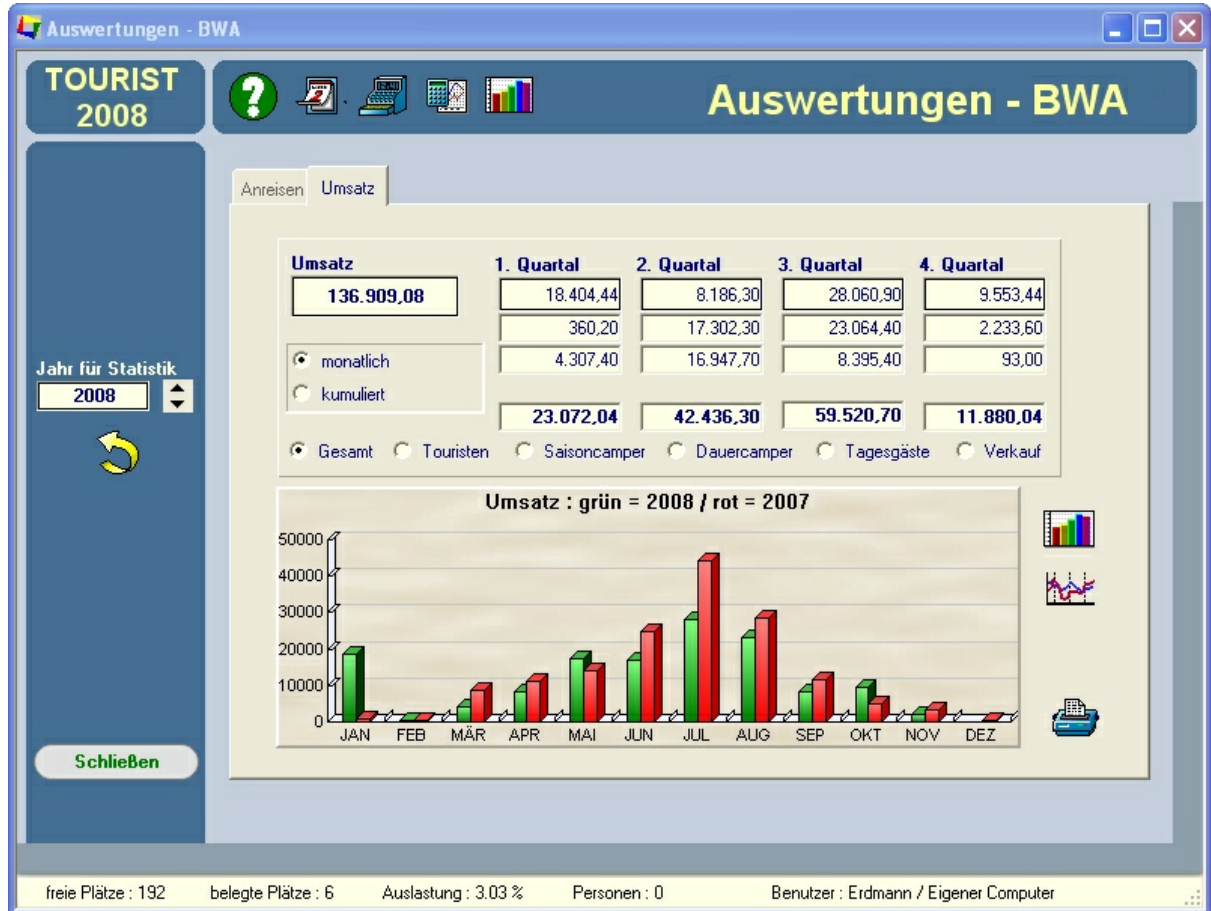 Auswertungen - BWA
TOURIST
2008
Auswertungen - BWA
Anreisen Umsatz
Umsatz 1. Quartal 2. Quartal 3. Quartal 4. Quartal
136.909,08 18.404,44 8.186,30 28.060,90 9.553,44
360,20 17.302,30 23.064,40 2.233,60
monatlich 4.307,40 16.947,70 8.395,40 93,00
kumuliert
23.072,04 42.436,30 59.520,70 11.880,04
Gesamt Touristen Saisoncamper Dauercamper Tagesgäste Verkauf
Jahr für Statistik
2008
Umsatz : grün = 2008 / rot = 2007
50000
40000
30000
20000
10000
0
JAN FEB MÄR APR MAI JUN JUL AUG SEP OKT NOV DEZ
Schließen
freie Plätze : 192 belegte Plätze : 6 Auslastung : 3.03 % Personen : 0 Benutzer : Erdmann / Eigener Computer